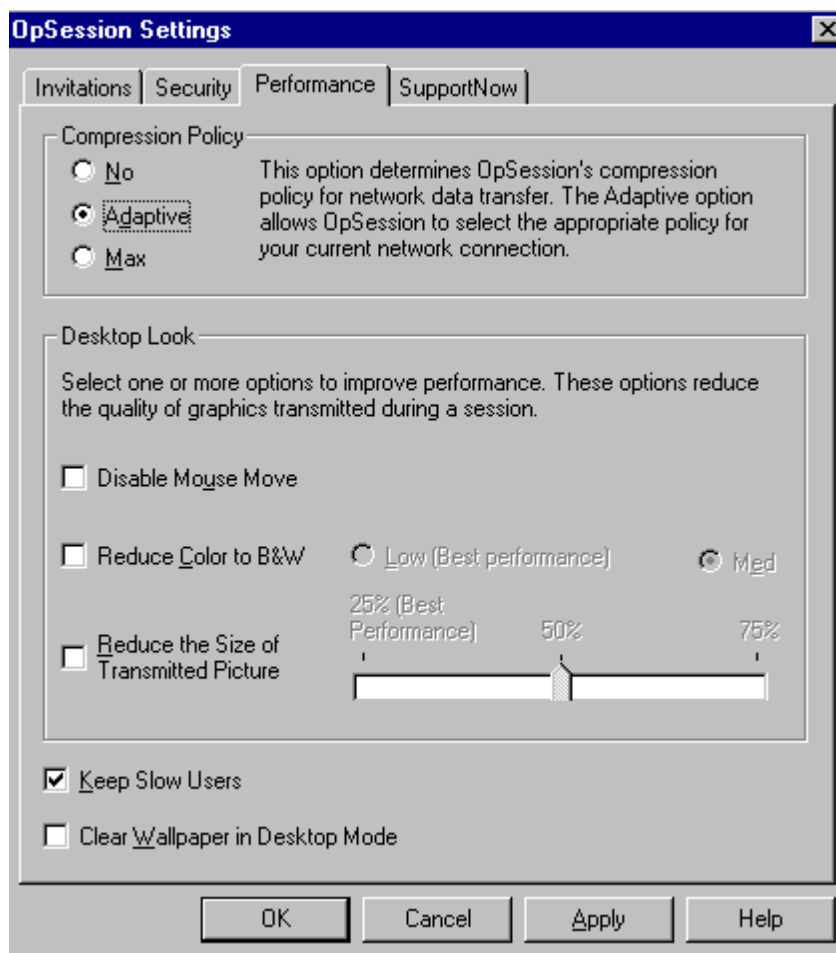 OpSession Settings
Invitations Security Performance SupportNow
Compression Policy
No
Adaptive
Max
This option determines OpSession's compression
policy for network data transfer. The Adaptive option
allows OpSession to select the appropriate policy for
your current network connection.
Desktop Look
Select one or more options to improve performance. These options reduce
the quality of graphics transmitted during a session.
Disable Mouse Move
Reduce Color to B&W Low (Best performance) Med
Reduce the Size of
Transmitted Picture
25% (Best
Performance) 50% 75%
Keep Slow Users
Clear Wallpaper in Desktop Mode
OK Cancel Apply Help